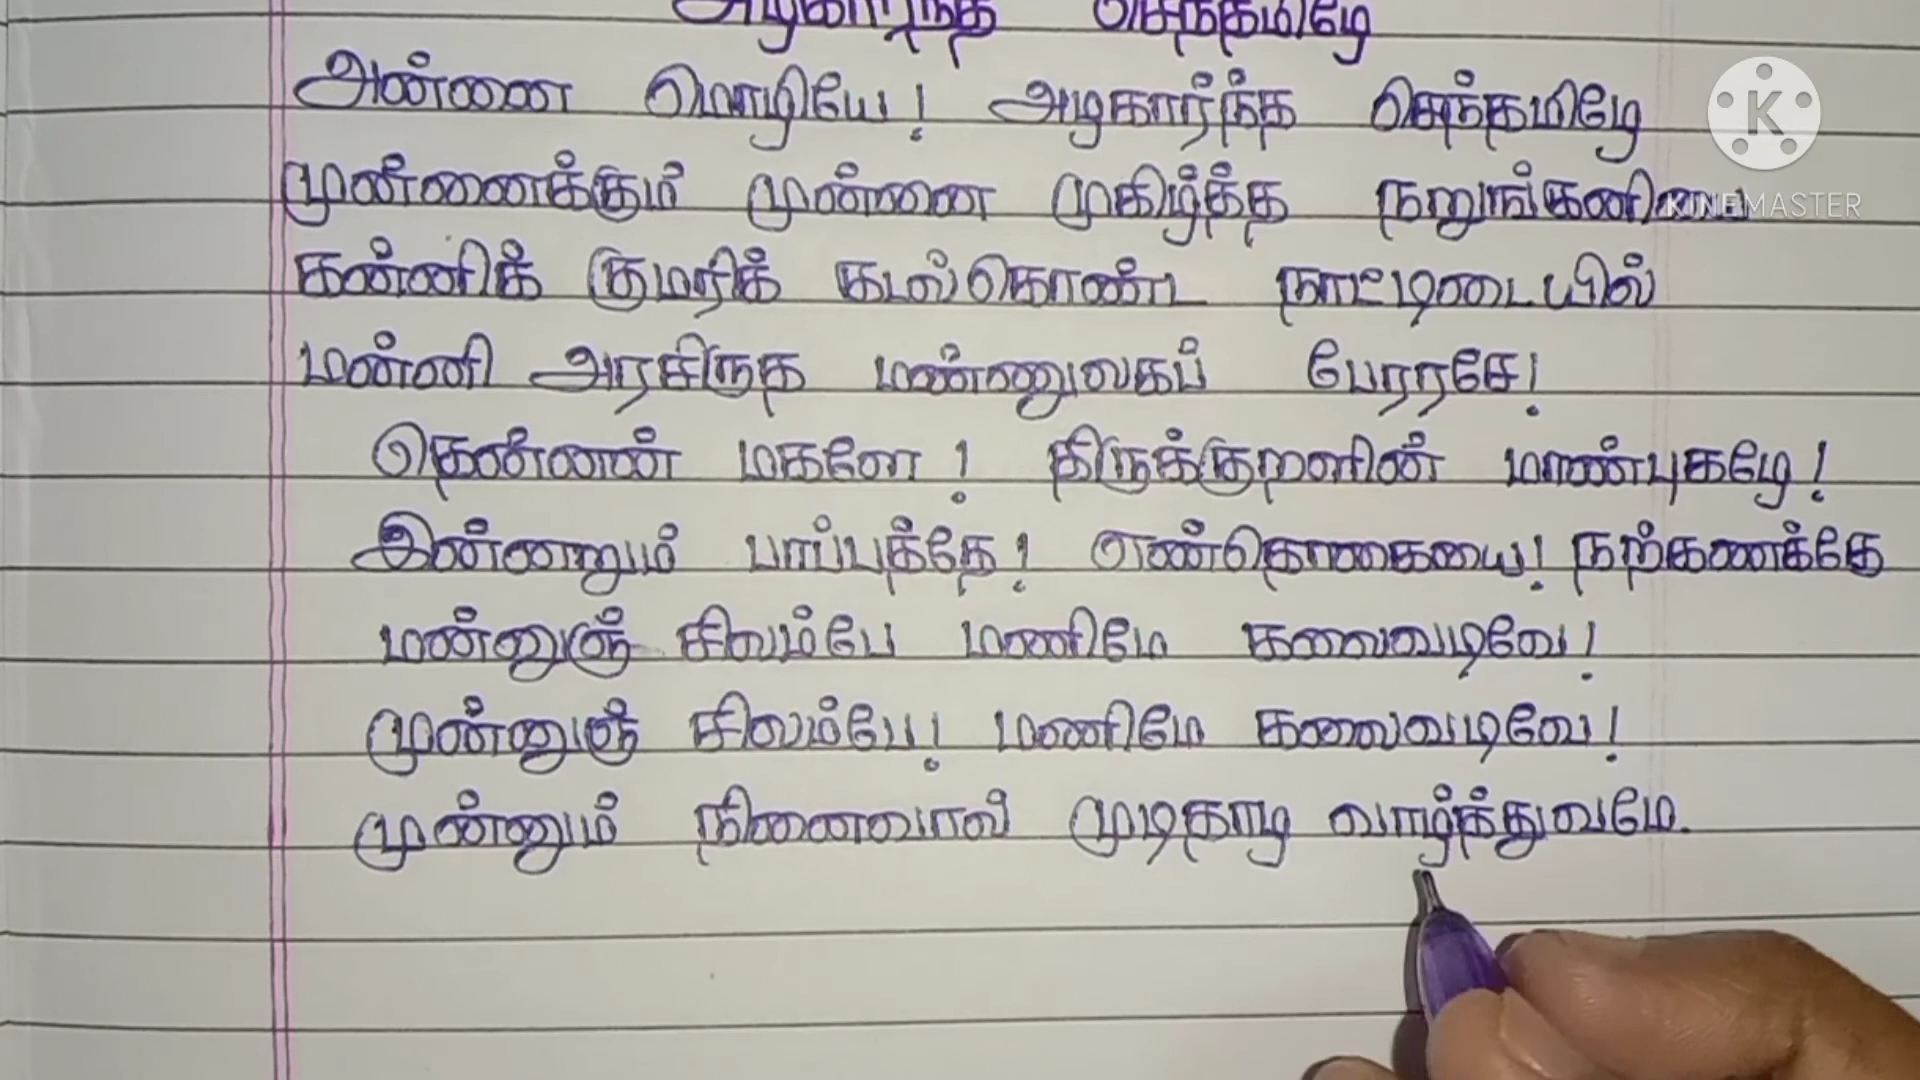 அழகார்ந்த செந்தமிழே
அன்னை மொழியே! அழகார்ந்த செந்தமிழே
முன்னைக்கும் முன்னை முகிழ்த்த நறுங்கனியே
கன்னிக் குமரிக் கடல்கொண்ட நாட்டிடையில்
மன்னி அரசிருத மண்ணுலகப் பேரரசே!
தென்னன் மகளே! திருக்குறளின் மாண்புகழே!
இன்னறும் பாப்புத்தே! எண்தொகையை! நற்கணக்கே
மன்னுஞ் சிலம்பே மணிமே கலைவடிவே!
முன்னுஞ் சிலம்பே! மணிமே கலைவடிவே!
முன்னும் நினைவால் முடிதாழ வாழ்த்துவமே.
KINEMASTER